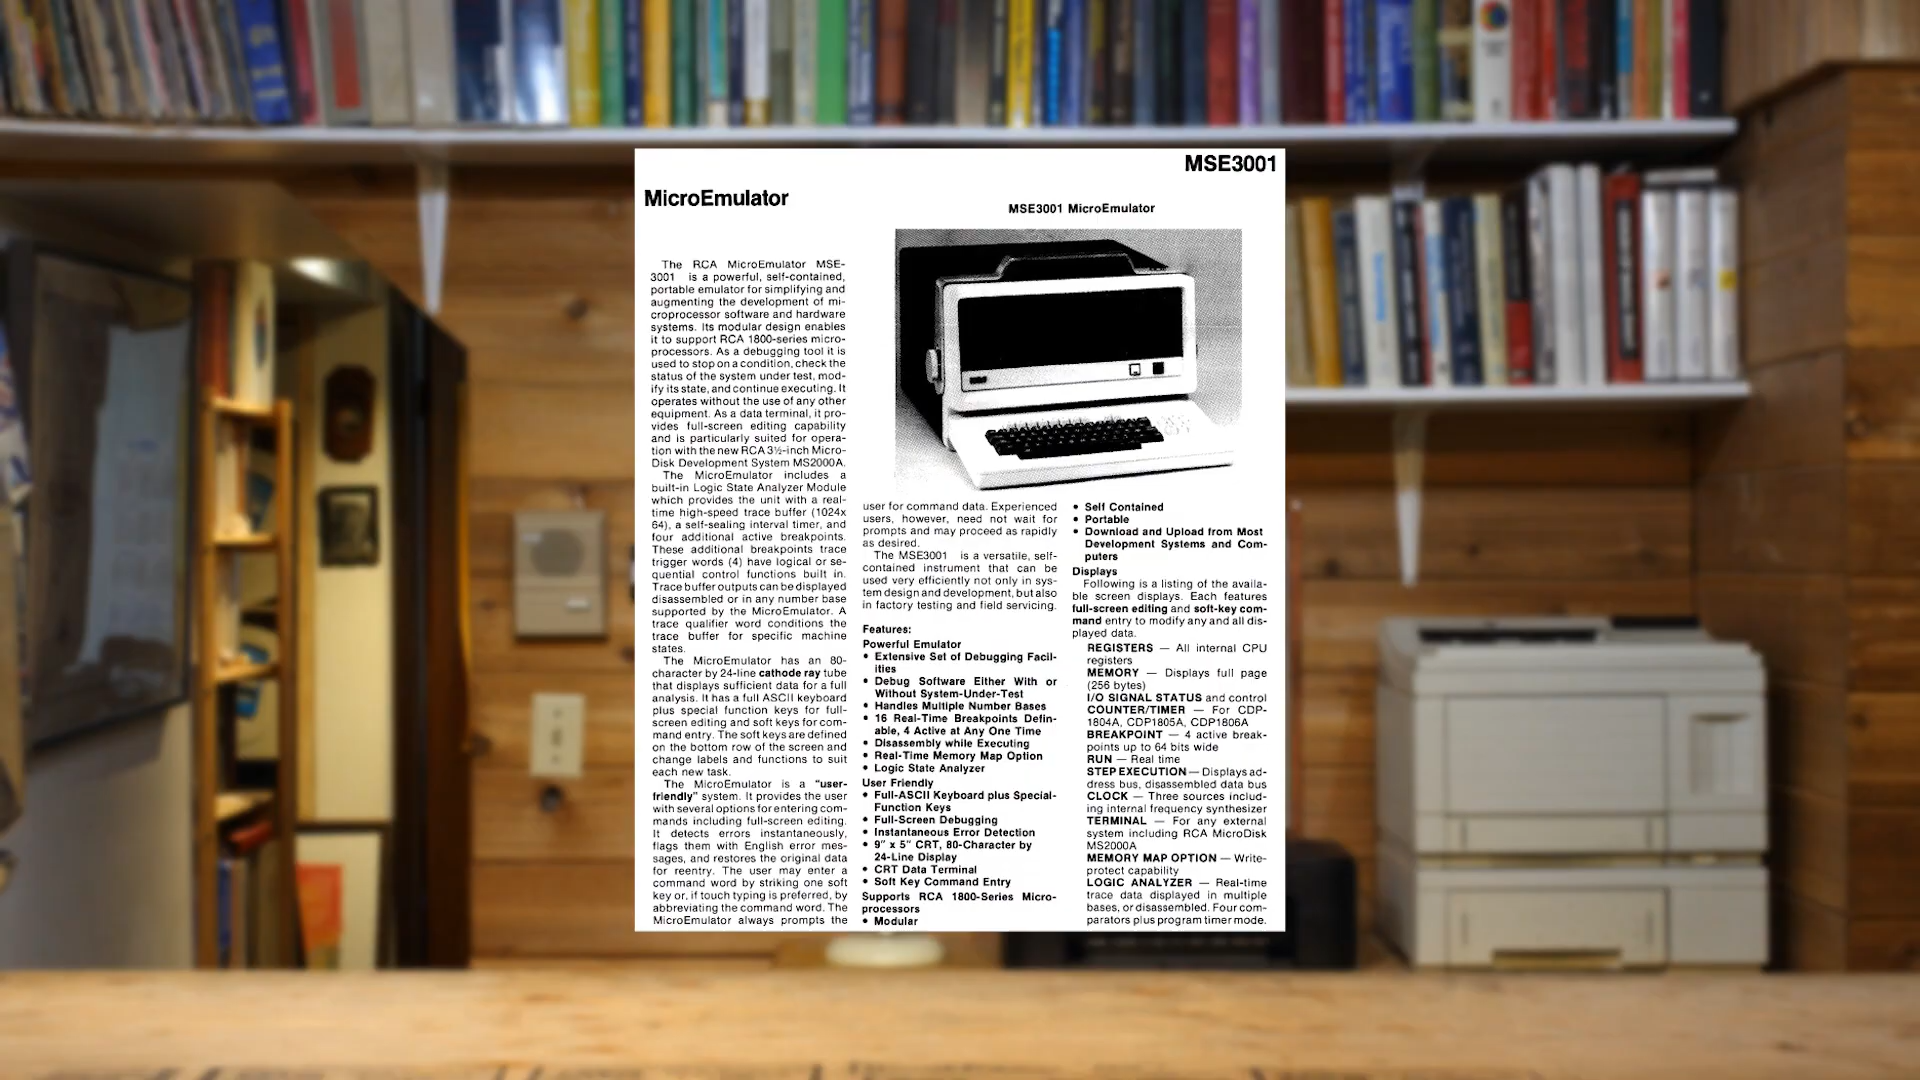 MSE3001
MicroEmulator
MSE3001 MicroEmulator
The RCA MicroEmulator MSE-
3001 is a powerful, self-contained,
portable emulator for simplifying and
augmenting the development of mi-
croprocessor software and hardware
systems. Its modular design enables
it to support RCA 1800-series micro-
processors. As a debugging tool it is
used to stop on a condition, check the
status of the system under test, mod-
ify its state, and continue executing. It
operates without the use of any other
equipment. As a data terminal, it pro-
vides full-screen editing capability
and is particularly suited for opera-
tion with the new RCA 3½-inch Micro-
Disk Development System MS2000A.
The MicroEmulator includes a
built-in Logic State Analyzer Module
which provides the unit with a real-
time high-speed trace buffer (1024x
64), a self-sealing interval timer, and
four additional active breakpoints.
These additional breakpoints trace
trigger words (4) have logical or se-
quential control functions built in.
Trace buffer outputs can be displayed
disassembled or in any number base
supported by the MicroEmulator. A
trace qualifier word conditions the
trace buffer for specific machine
states.
The MicroEmulator has an 80-
character by 24-line cathode ray tube
that displays sufficient data for a full
analysis. It has a full ASCII keyboard
plus special function keys for full-
screen editing and soft keys for com-
mand entry. The soft keys are defined
on the bottom row of the screen and
change labels and functions to suit
each new task.
The MicroEmulator is a "user-
friendly" system. It provides the user
with several options for entering com-
mands including full-screen editing.
It detects errors instantaneously,
flags them with English error mes-
sages, and restores the original data
for reentry. The user may enter a
command word by striking one soft
key or, if touch typing is preferred, by
abbreviating the command word. The
MicroEmulator always prompts the
user for command data. Experienced
users, however, need not wait for
prompts and may proceed as rapidly
as desired.
The MSE3001 is a versatile, self-
contained instrument that can be
used very efficiently not only in sys-
tem design and development, but also
in factory testing and field servicing.
Features:
Powerful Emulator
• Extensive Set of Debugging Facil-
ities
• Debug Software Either With or
Without System-Under-Test
• Handles Multiple Number Bases
• 16 Real-Time Breakpoints Defin-
able, 4 Active at Any One Time
• Disassembly while Executing
• Real-Time Memory Map Option
• Logic State Analyzer
User Friendly
• Full-ASCII Keyboard plus Special-
Function Keys
• Full-Screen Debugging
• Instantaneous Error Detection
• 9" x 5" CRT, 80-Character by
24-Line Display
• CRT Data Terminal
• Soft Key Command Entry
Supports RCA 1800-Series Micro-
processors
• Modular
• Self Contained
• Portable
• Download and Upload from Most
Development Systems and Com-
puters
Displays
Following is a listing of the availa-
ble screen displays. Each features
full-screen editing and soft-key com-
mand entry to modify any and all dis-
played data.
REGISTERS — All internal CPU
registers
MEMORY — Displays full page
(256 bytes)
I/O SIGNAL STATUS and control
COUNTER/TIMER — For CDP-
1804A, CDP1805A, CDP1806A
BREAKPOINT — 4 active break-
points up to 64 bits wide
RUN — Real time
STEP EXECUTION — Displays ad-
dress bus, disassembled data bus
CLOCK — Three sources includ-
ing internal frequency synthesizer
TERMINAL — For any external
system including RCA MicroDisk
MS2000A
MEMORY MAP OPTION — Write-
protect capability
LOGIC ANALYZER — Real-time
trace data displayed in multiple
bases, or disassembled. Four com-
parators plus program timer mode.